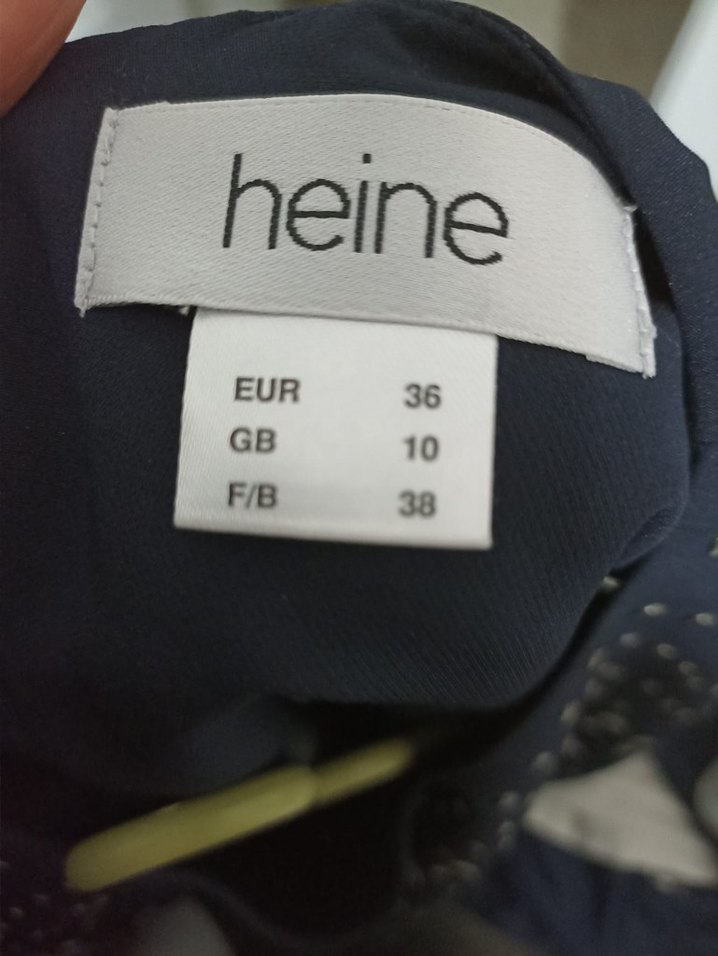 heine
EUR 36
GB 10
F/B 38